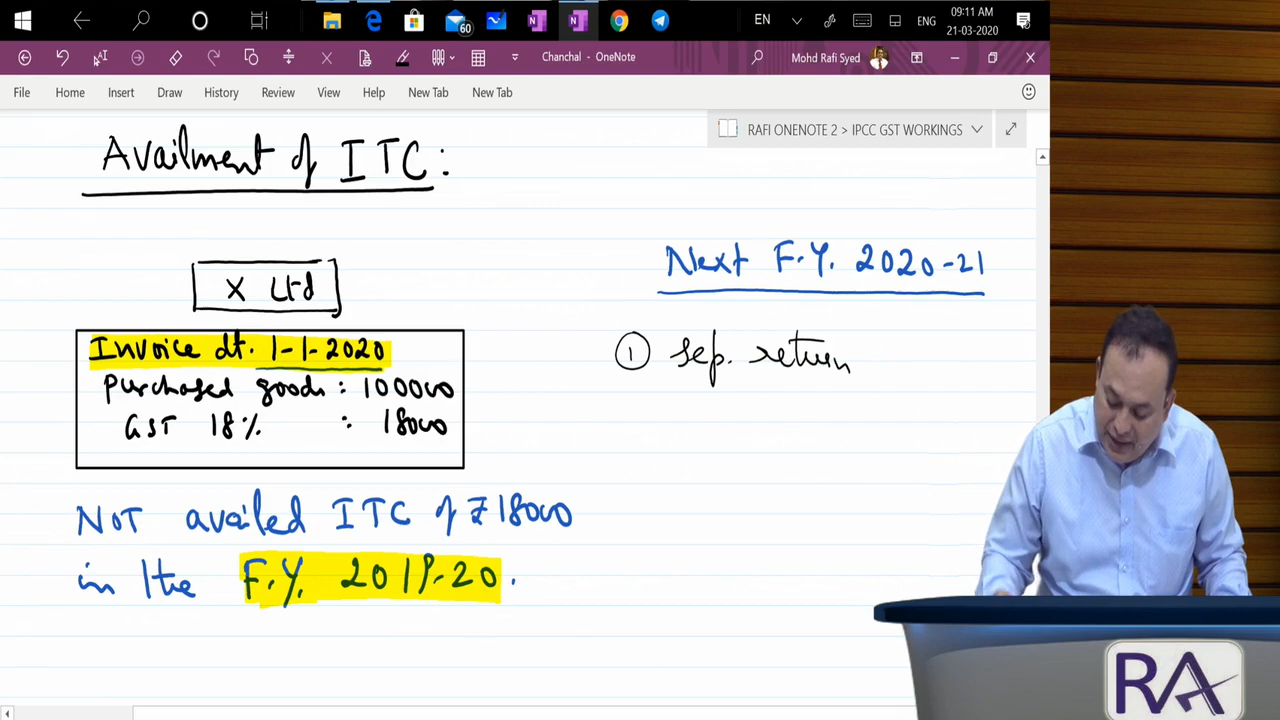 60
EN
ENG
09:11 AM
21-03-2020
Chanchal - OneNote
Mohd Rafi Syed
File Home Insert Draw History Review View Help New Tab New Tab
RAFI ONENOTE 2 > IPCC GST WORKINGS
Availment of ITC :
X Ltd
Invoice dt. 1-1-2020
Purchased goods : 100000
GST 18% : 18000
NOT availed ITC of ₹18000
in the F.Y. 2019-20.
Next F.Y. 2020-21
① Sep. return
RA